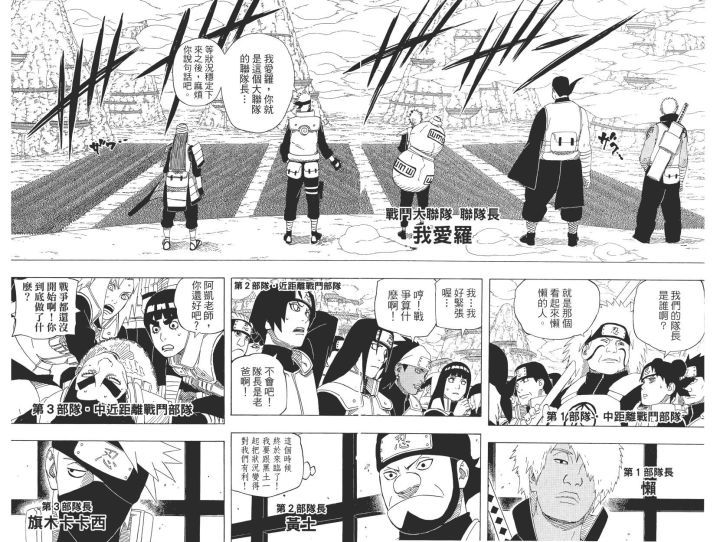 我愛羅，你就
是這個大聯隊
的聯隊長…
等狀況穩定下
來之後，麻煩
你說句話吧。
戰鬥大聯隊 聯隊長
我愛羅
我們的隊長
是誰啊？
就是那個
看起來懶
懶的人。
第1部隊・中距離戰鬥部隊
第2部隊・近距離戰鬥部隊
我…我
好緊張
喔…
哼！戰
爭算什
麼啊！
不會吧！
隊長是老
爸啊！
阿凱老師，
你還好吧？
戰爭都還沒
開始啊！你
到底做了什
麼？
第3部隊・中近距離戰鬥部隊
第1部隊長
懶
忍
這個時候
終於來臨了！
我要跟黑土
一起把狀況變得
對我們有利！
第2部隊長
黃土
忍
第3部隊長
旗木卡卡西